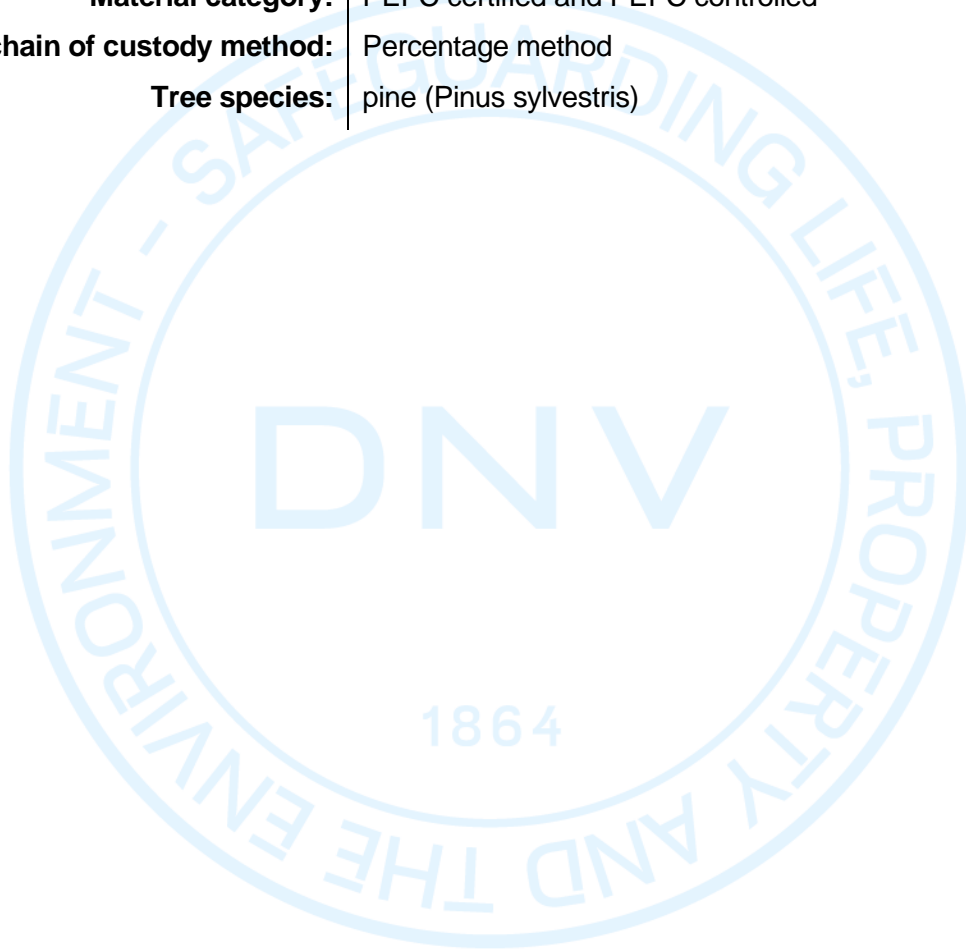 Material category: PEFC certified and PEFC controlled
chain of custody method: Percentage method
Tree species: pine (Pinus sylvestris)
SAFEGUARDING LIFE, PROPERTY AND THE ENVIRONMENT -
DNV
1864